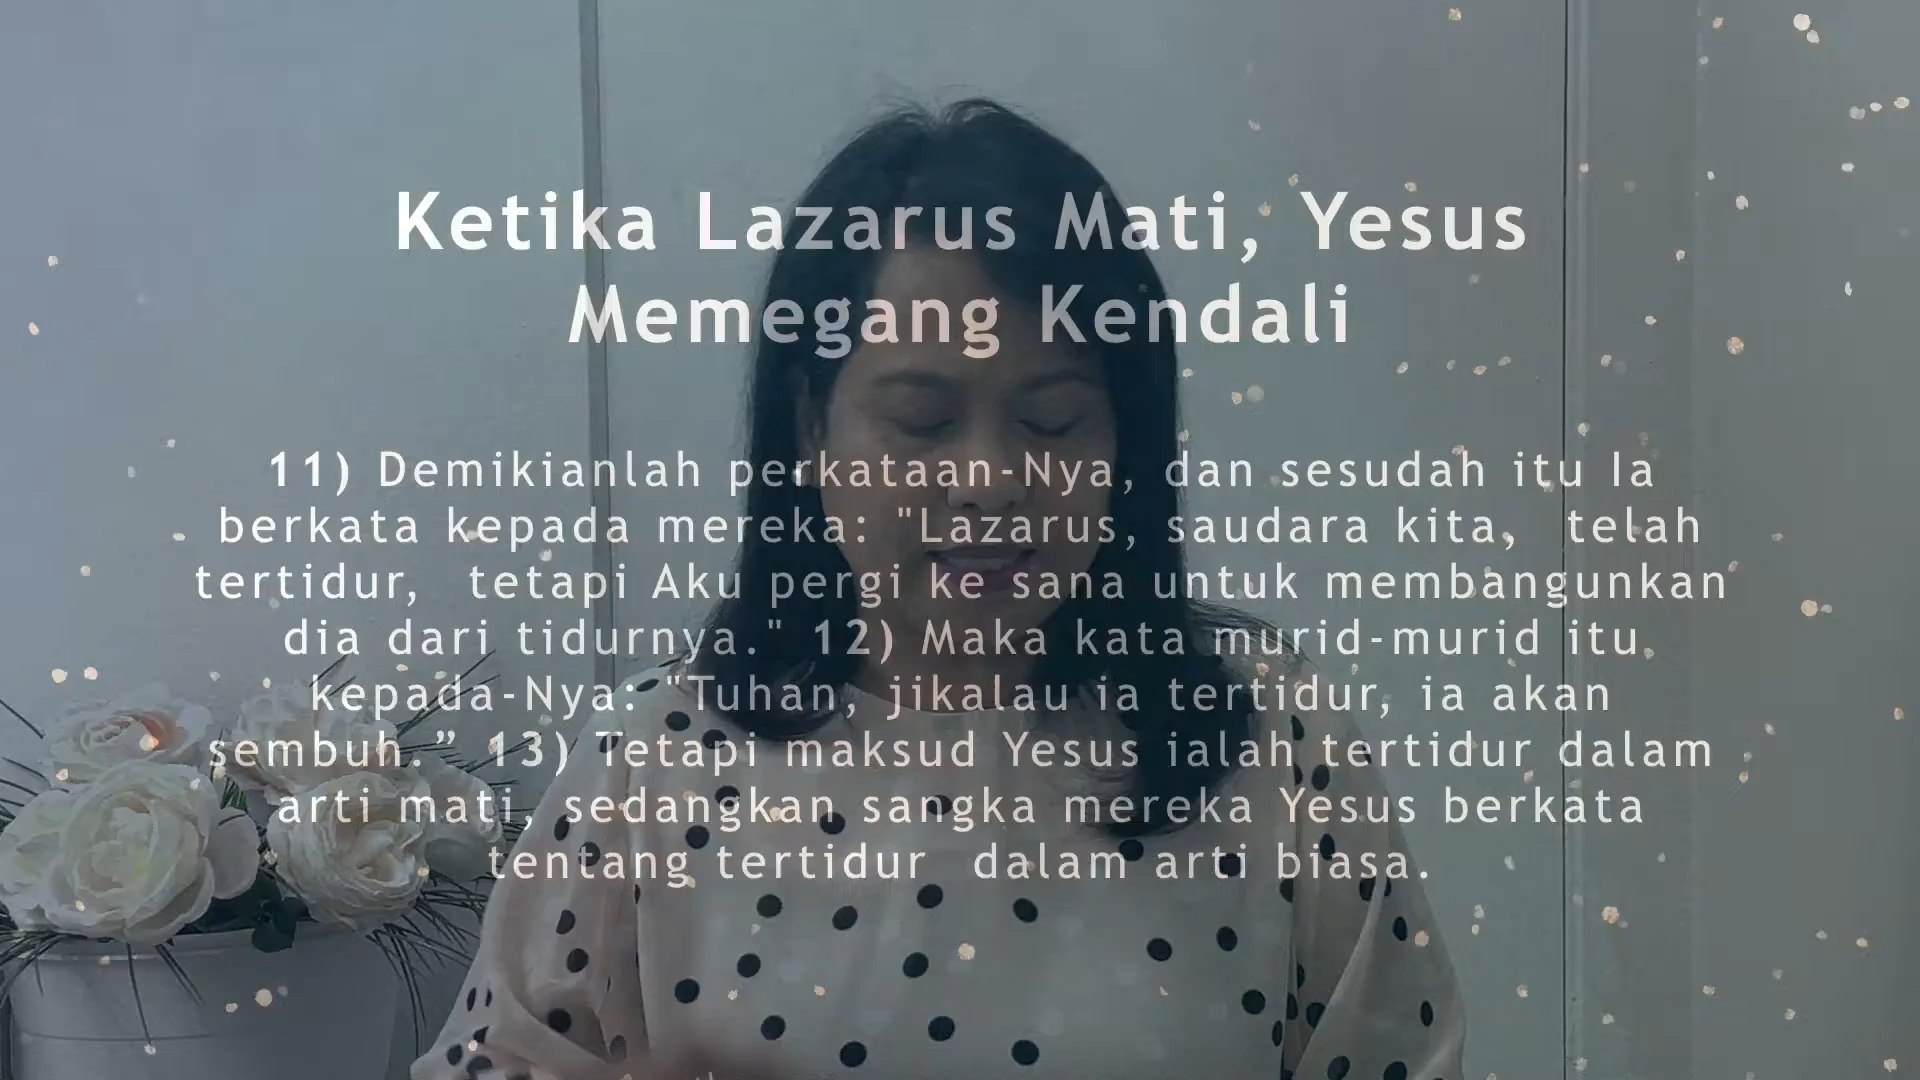 Ketika Lazarus Mati, Yesus
Memegang Kendali
11) Demikianlah perkataan-Nya, dan sesudah itu Ia
berkata kepada mereka: "Lazarus, saudara kita, telah
tertidur, tetapi Aku pergi ke sana untuk membangunkan
dia dari tidurnya." 12) Maka kata murid-murid itu
kepada-Nya: "Tuhan, jikalau ia tertidur, ia akan
sembuh.” 13) Tetapi maksud Yesus ialah tertidur dalam
arti mati, sedangkan sangka mereka Yesus berkata
tentang tertidur dalam arti biasa.